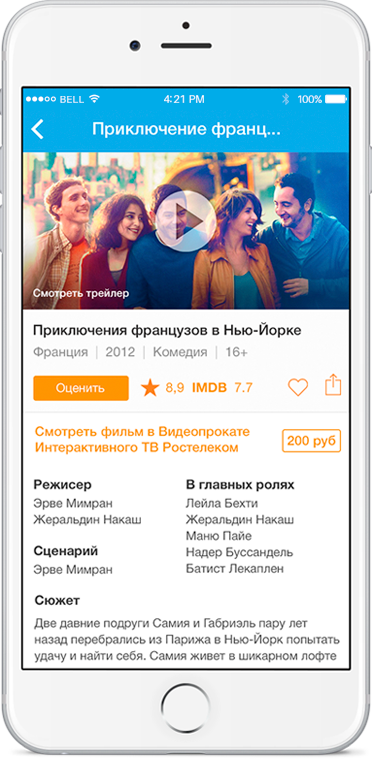 BELL 4:21 PM 100%
Приключение франц...
Смотреть трейлер
Приключения французов в Нью-Йорке
Франция | 2012 | Комедия | 16+
Оценить 8,9 IMDB 7.7
Смотреть фильм в Видеопрокате
Интерактивного ТВ Ростелеком
200 руб
Режисер
Эрве Мимран
Жеральдин Накаш
Сценарий
Эрве Мимран
В главных ролях
Лейла Бехти
Жеральдин Накаш
Маню Пайе
Надер Буссандель
Батист Лекаплен
Сюжет
Две давние подруги Самия и Габриэль пару лет
назад перебрались из Парижа в Нью-Йорк попытать
удачу и найти себя. Самия живет в шикарном лофте